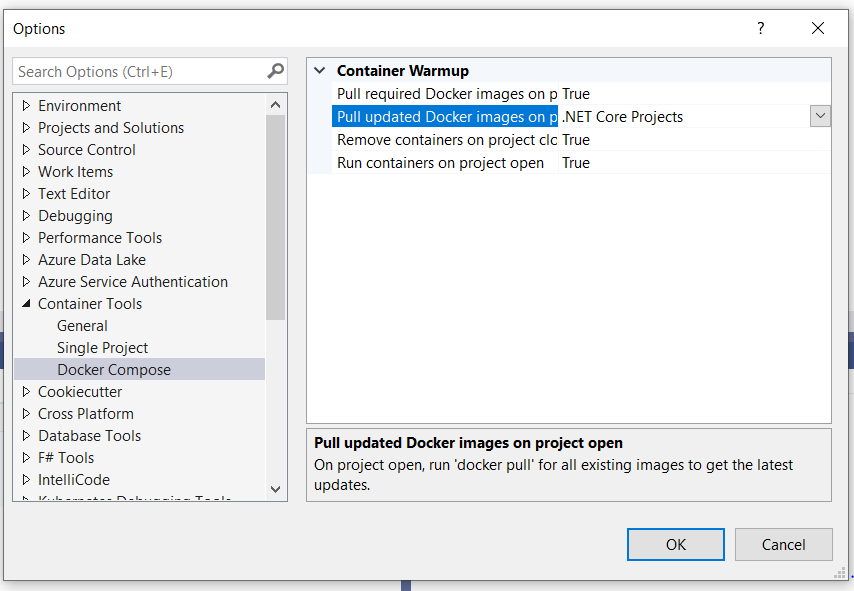 Options
?
Search Options (Ctrl+E)
Environment
Projects and Solutions
Source Control
Work Items
Text Editor
Debugging
Performance Tools
Azure Data Lake
Azure Service Authentication
Container Tools
General
Single Project
Docker Compose
Cookiecutter
Cross Platform
Database Tools
F# Tools
IntelliCode
Kubernetes Debugging Tools
Container Warmup
Pull required Docker images on p True
Pull updated Docker images on p .NET Core Projects
Remove containers on project clo True
Run containers on project open True
Pull updated Docker images on project open
On project open, run 'docker pull' for all existing images to get the latest
updates.
OK
Cancel